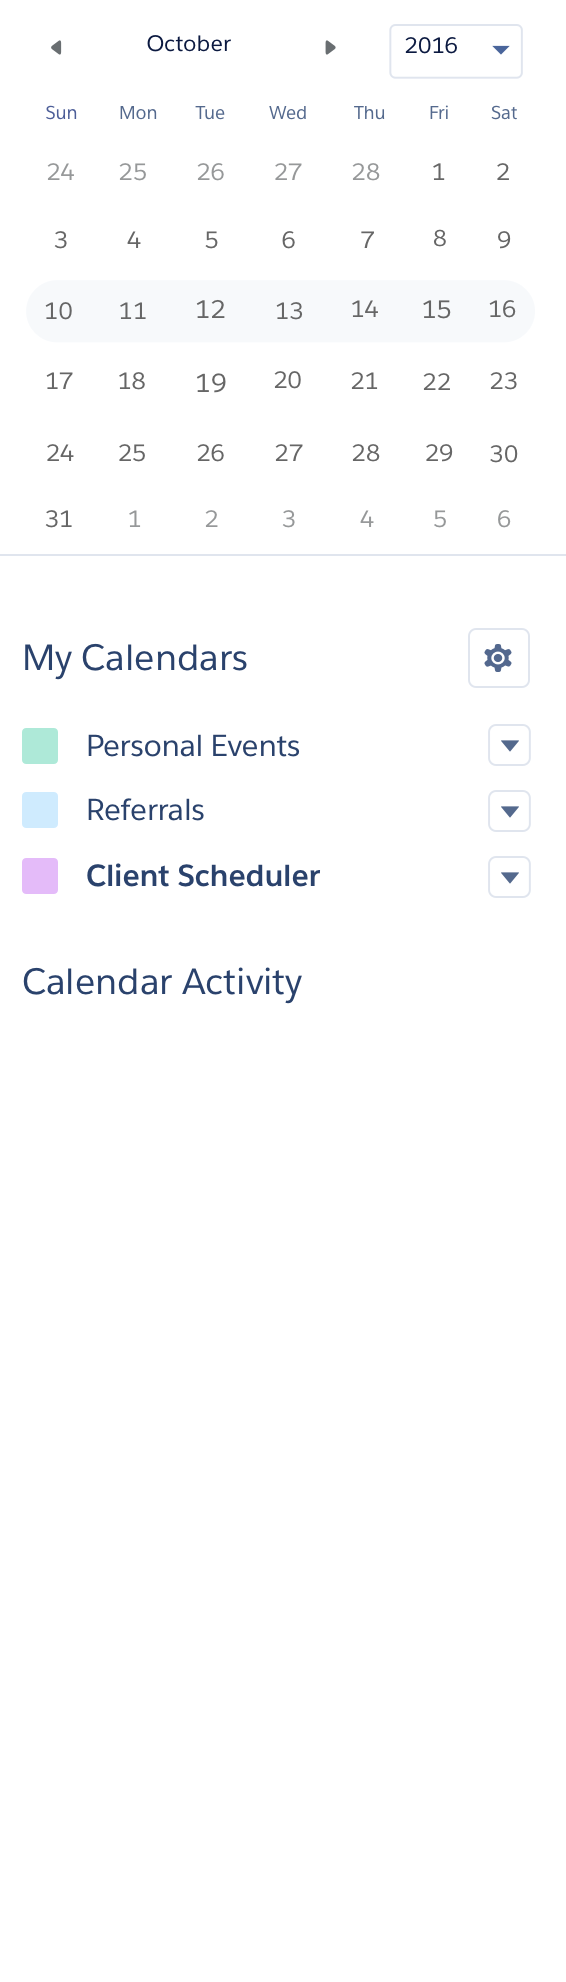 October 2016
Sun Mon Tue Wed Thu Fri Sat
24 25 26 27 28 1 2
3 4 5 6 7 8 9
10 11 12 13 14 15 16
17 18 19 20 21 22 23
24 25 26 27 28 29 30
31 1 2 3 4 5 6
My Calendars
Personal Events
Referrals
Client Scheduler
Calendar Activity